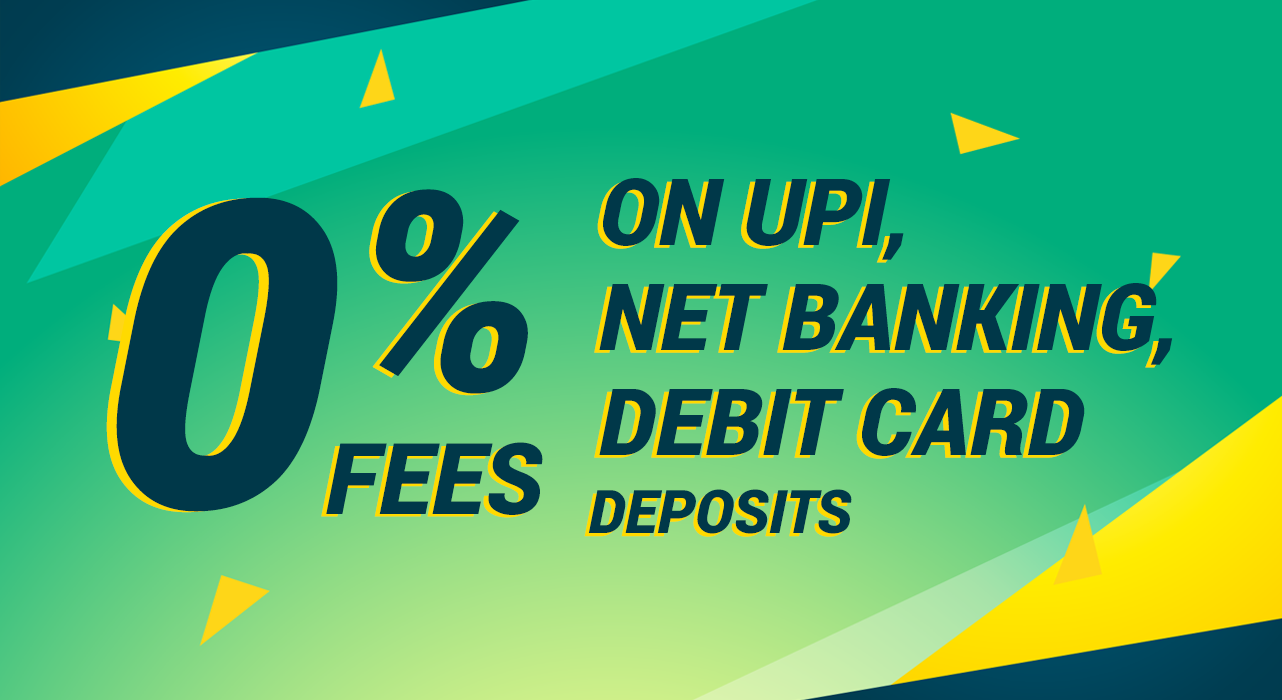 0%
FEES
ON UPI,
NET BANKING,
DEBIT CARD
DEPOSITS